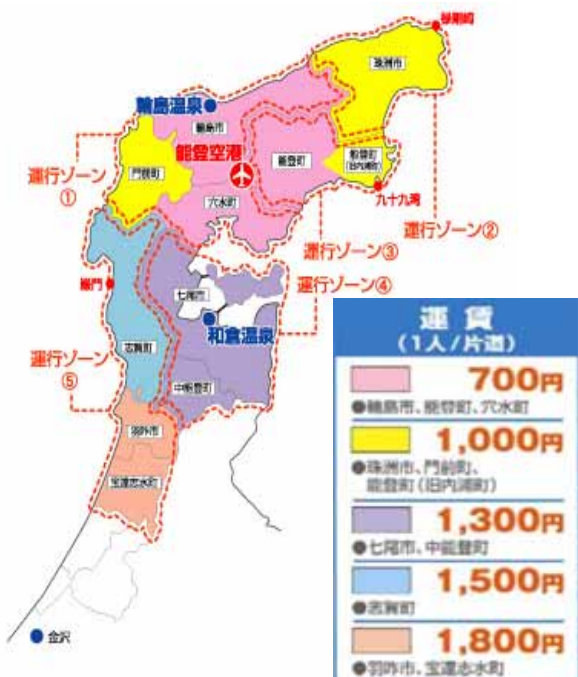 禄剛崎
珠洲市
輪島温泉
輪島市
能登空港
能登町
能登町
(旧内浦町)
門前町
運行ゾーン
①
九十九湾
穴水町
運行ゾーン③
運行ゾーン②
運行ゾーン④
巌門
七尾市
和倉温泉
志賀町
運行ゾーン
⑤
中能登町
羽咋市
宝達志水町
金沢
運賃
(1人/片道)
700円
●輪島市、能登町、穴水町
1,000円
●珠洲市、門前町、
能登町(旧内浦町)
1,300円
●七尾市、中能登町
1,500円
●志賀町
1,800円
●羽咋市、宝達志水町